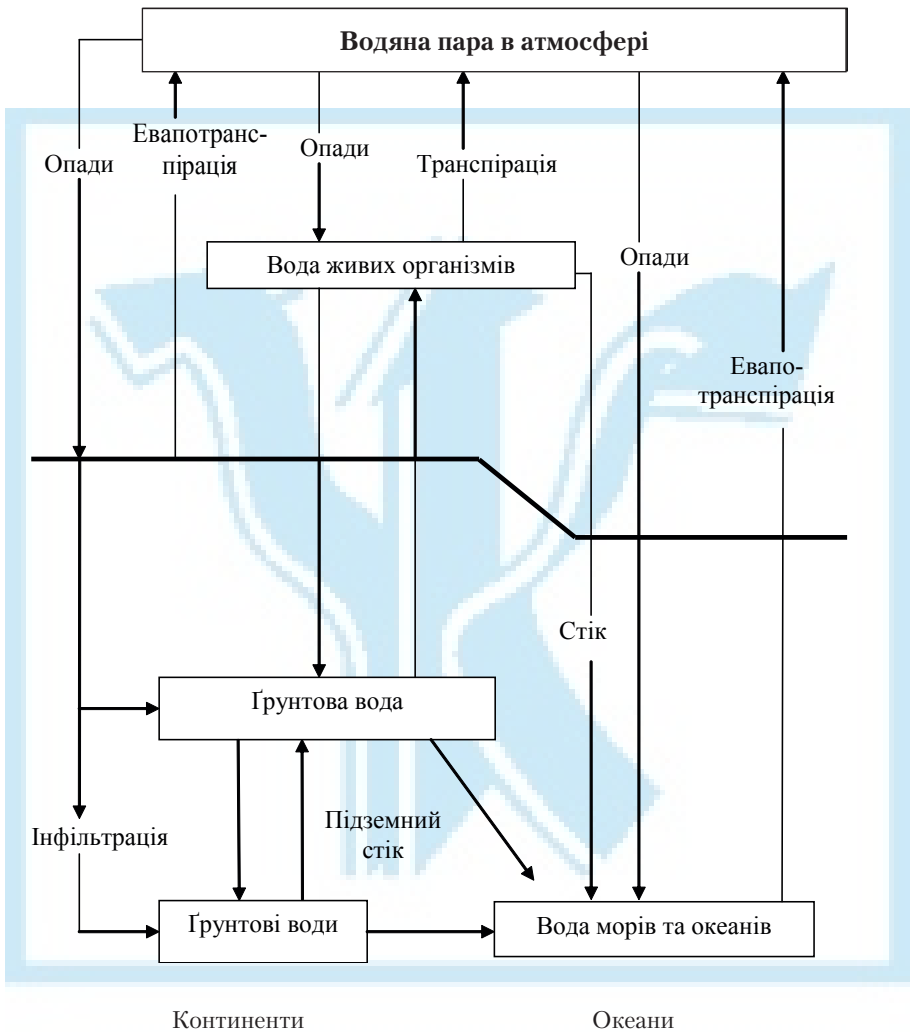 Водяна пара в атмосфері
Евапотранс-
пірація
Опади
Опади
Транспірація
Вода живих організмів
Опади
Евапо-
транспірація
Стік
Ґрунтова вода
Інфільтрація
Підземний
стік
Ґрунтові води
Вода морів та океанів
Континенти
Океани